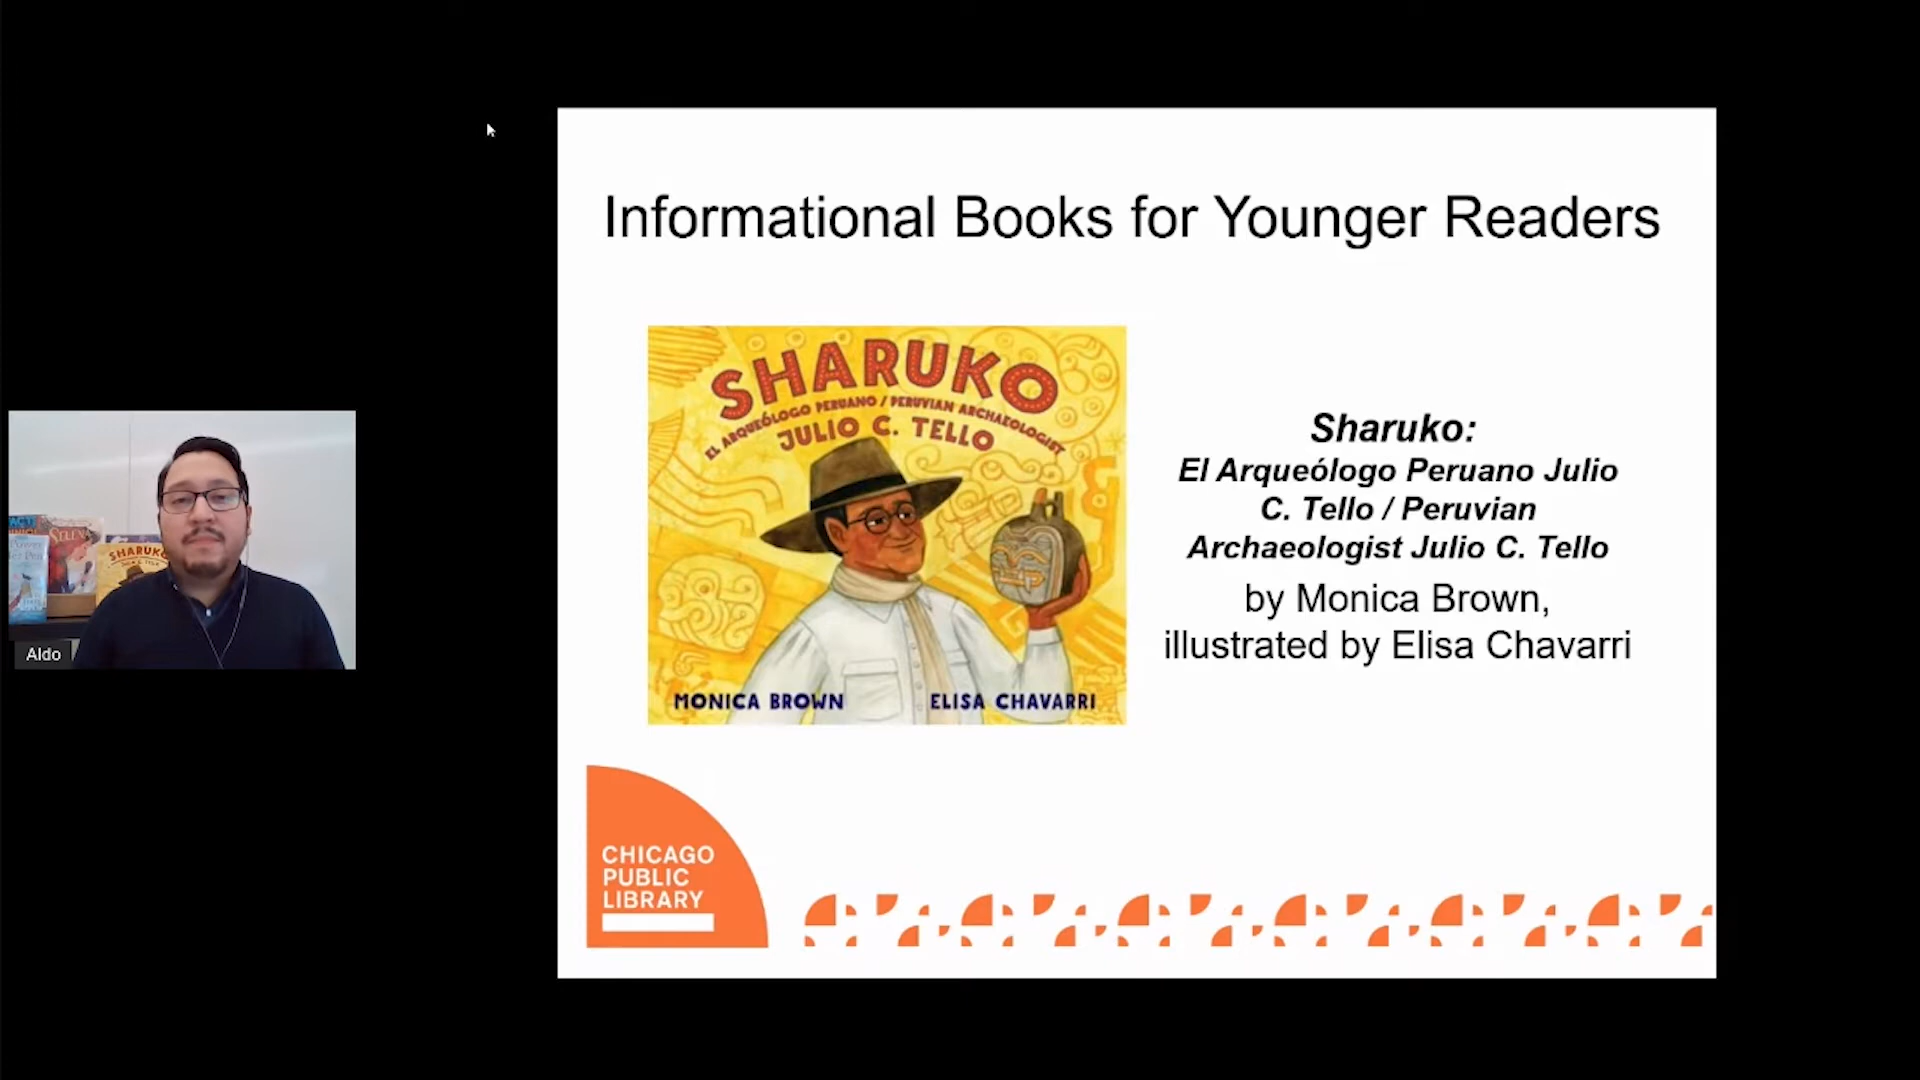 Informational Books for Younger Readers
SHARUKO
EL ARQUEÓLOGO PERUANO / PERUVIAN ARCHAEOLOGIST
JULIO C. TELLO
MONICA BROWN
ELISA CHAVARRI
Sharuko:
El Arqueólogo Peruano Julio
C. Tello / Peruvian
Archaeologist Julio C. Tello
by Monica Brown,
illustrated by Elisa Chavarri
SHARUKO
Aldo
CHICAGO
PUBLIC
LIBRARY